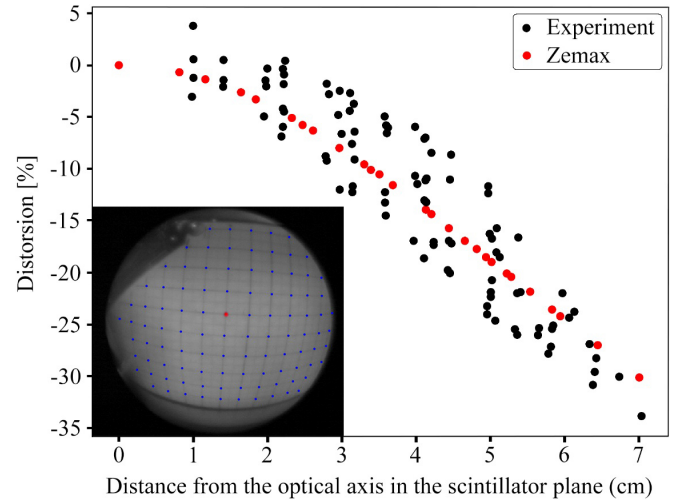 5
0
-5
-10
-15
-20
-25
-30
-35
Distorsion [%]
Experiment
Zemax
0 1 2 3 4 5 6 7
Distance from the optical axis in the scintillator plane (cm)